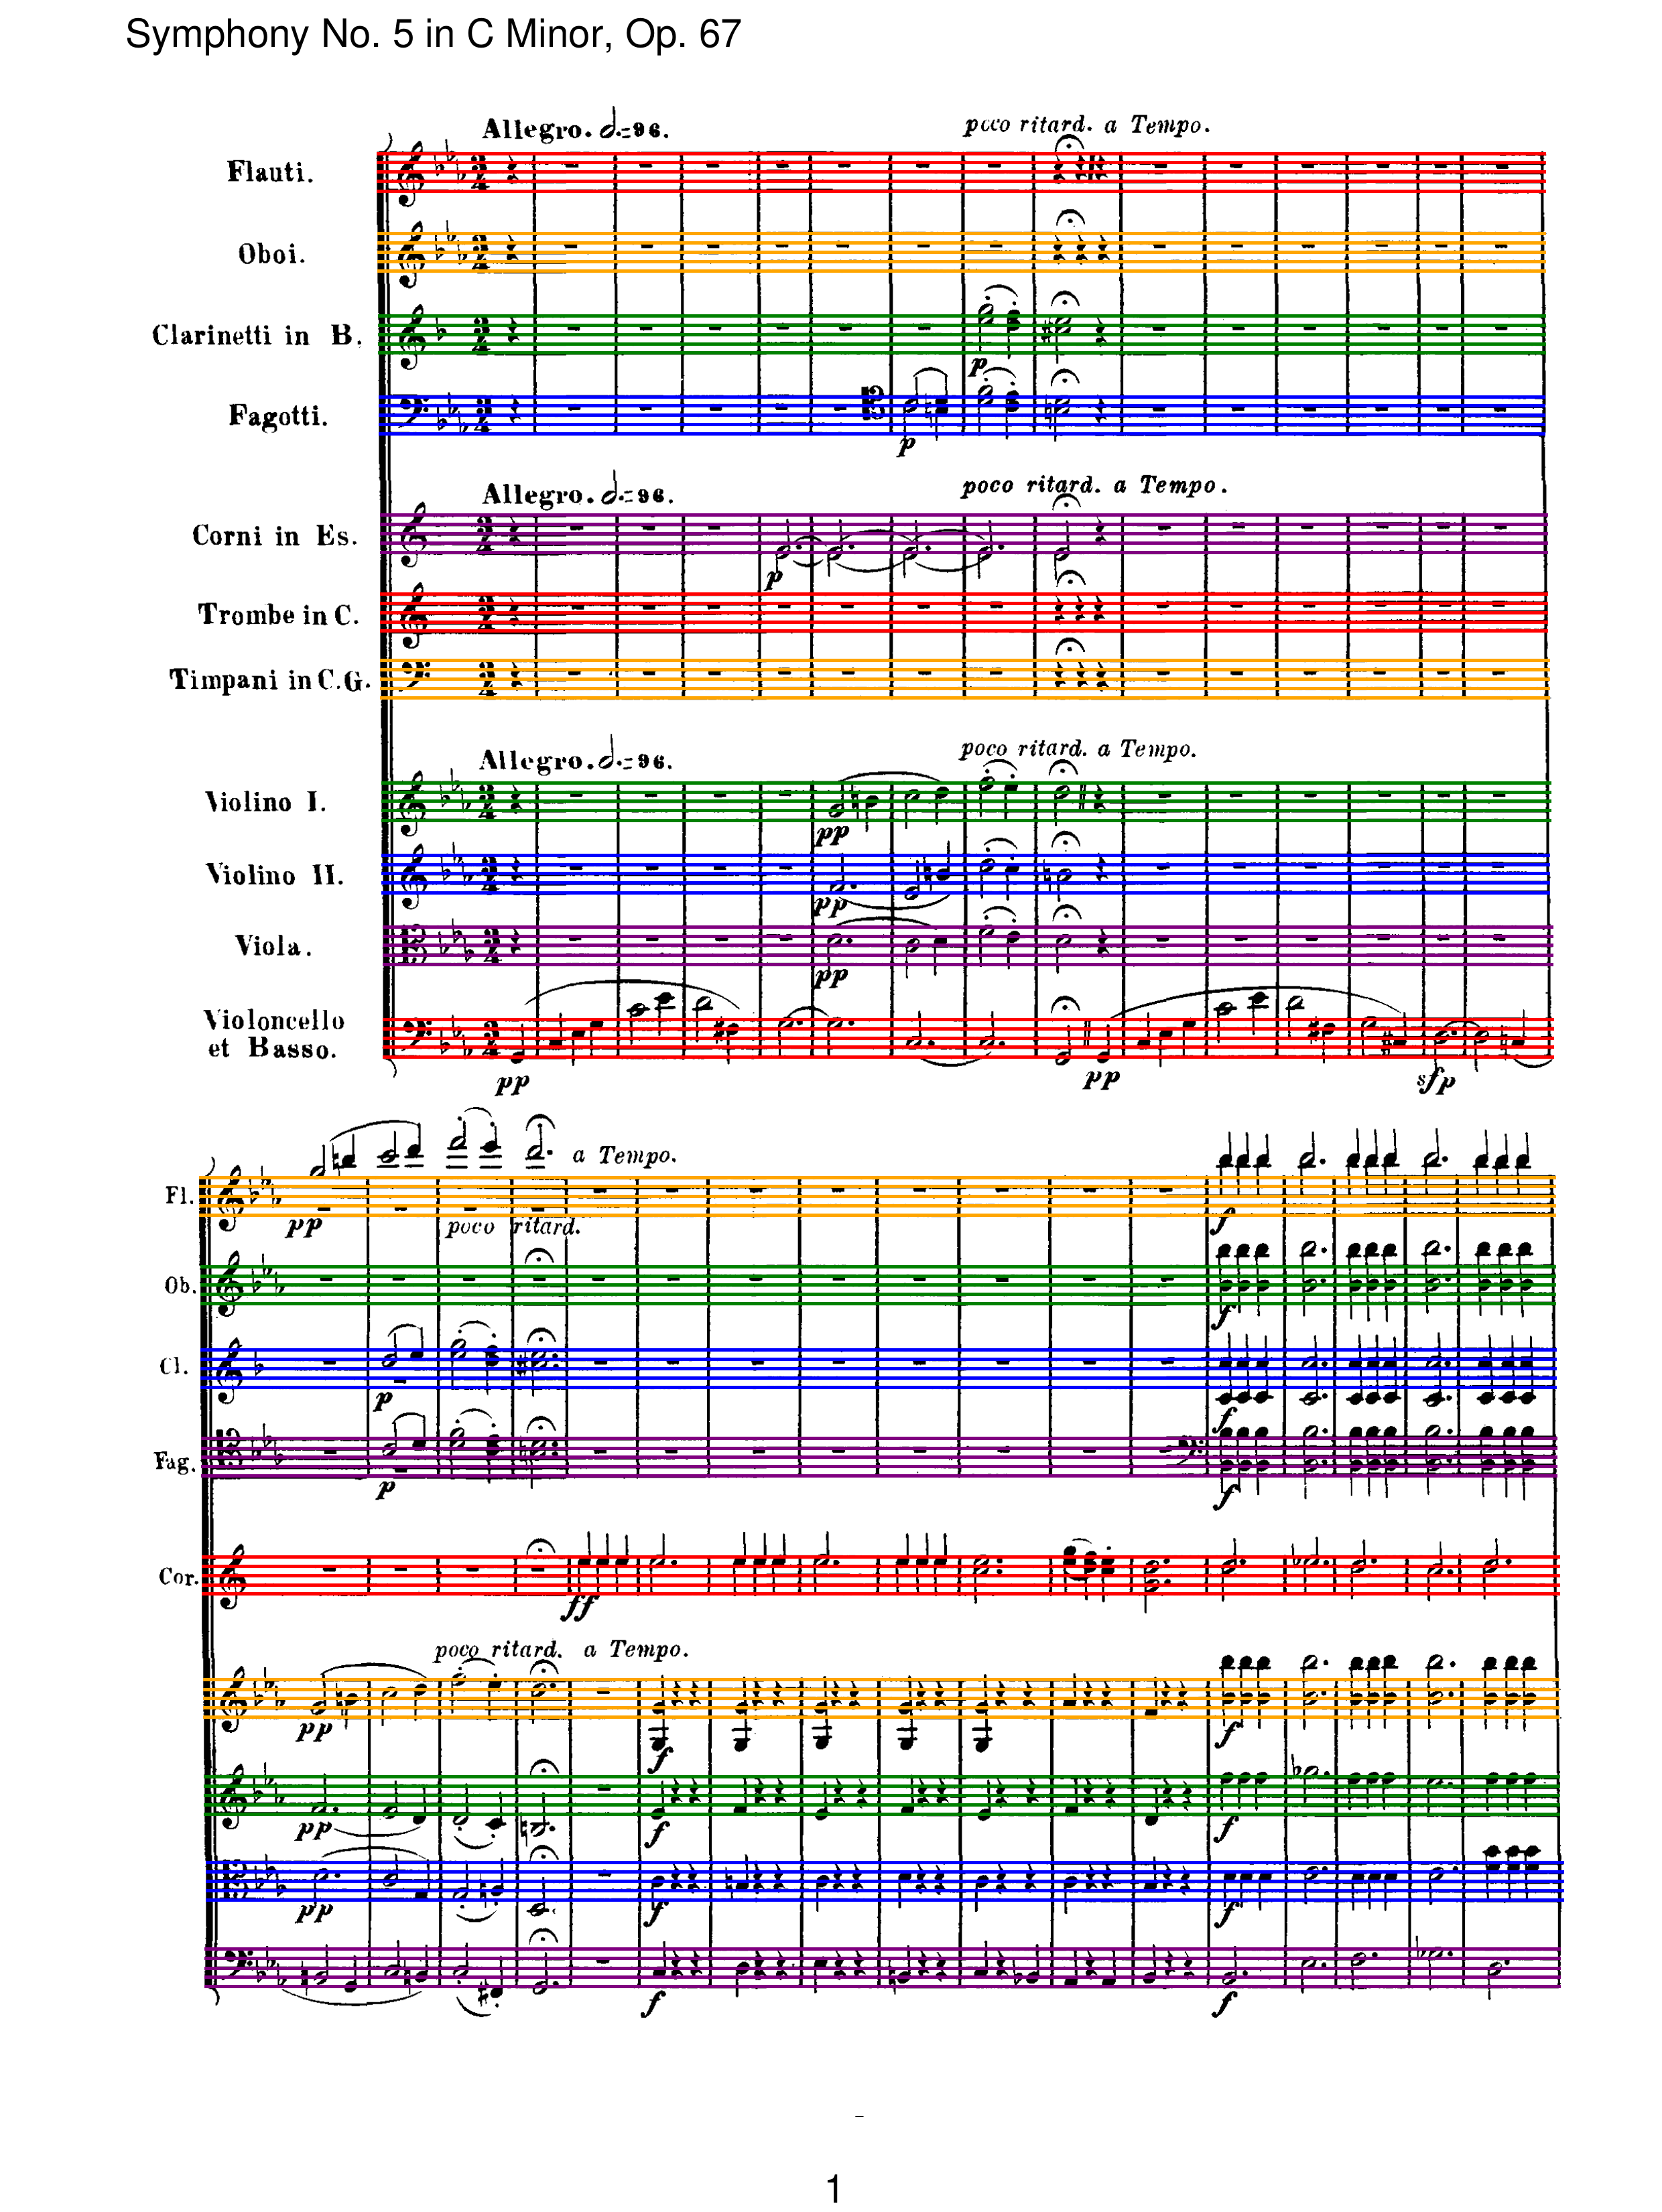 Symphony No. 5 in C Minor, Op. 67
Allegro. 𝅗𝅥.=96.
pcco ritard. a Tempo.
Flauti.
Oboi.
Clarinetti in B.
p
Fagotti.
p
Allegro. 𝅗𝅥.=96.
poco ritard. a Tempo.
Corni in Es.
p
Trombe in C.
Timpani in C.G.
Allegro. 𝅗𝅥.=96.
poco ritard. a Tempo.
Violino I.
pp
Violino II.
pp
Viola.
pp
Violoncello
et Basso.
pp pp sfp
a Tempo.
Fl.
pp poco ritard. f
Ob.
f
Cl.
p f
Fag.
p f
Cor.
ff
poco ritard. a Tempo.
pp f f
pp f f
pp f f
f f
1